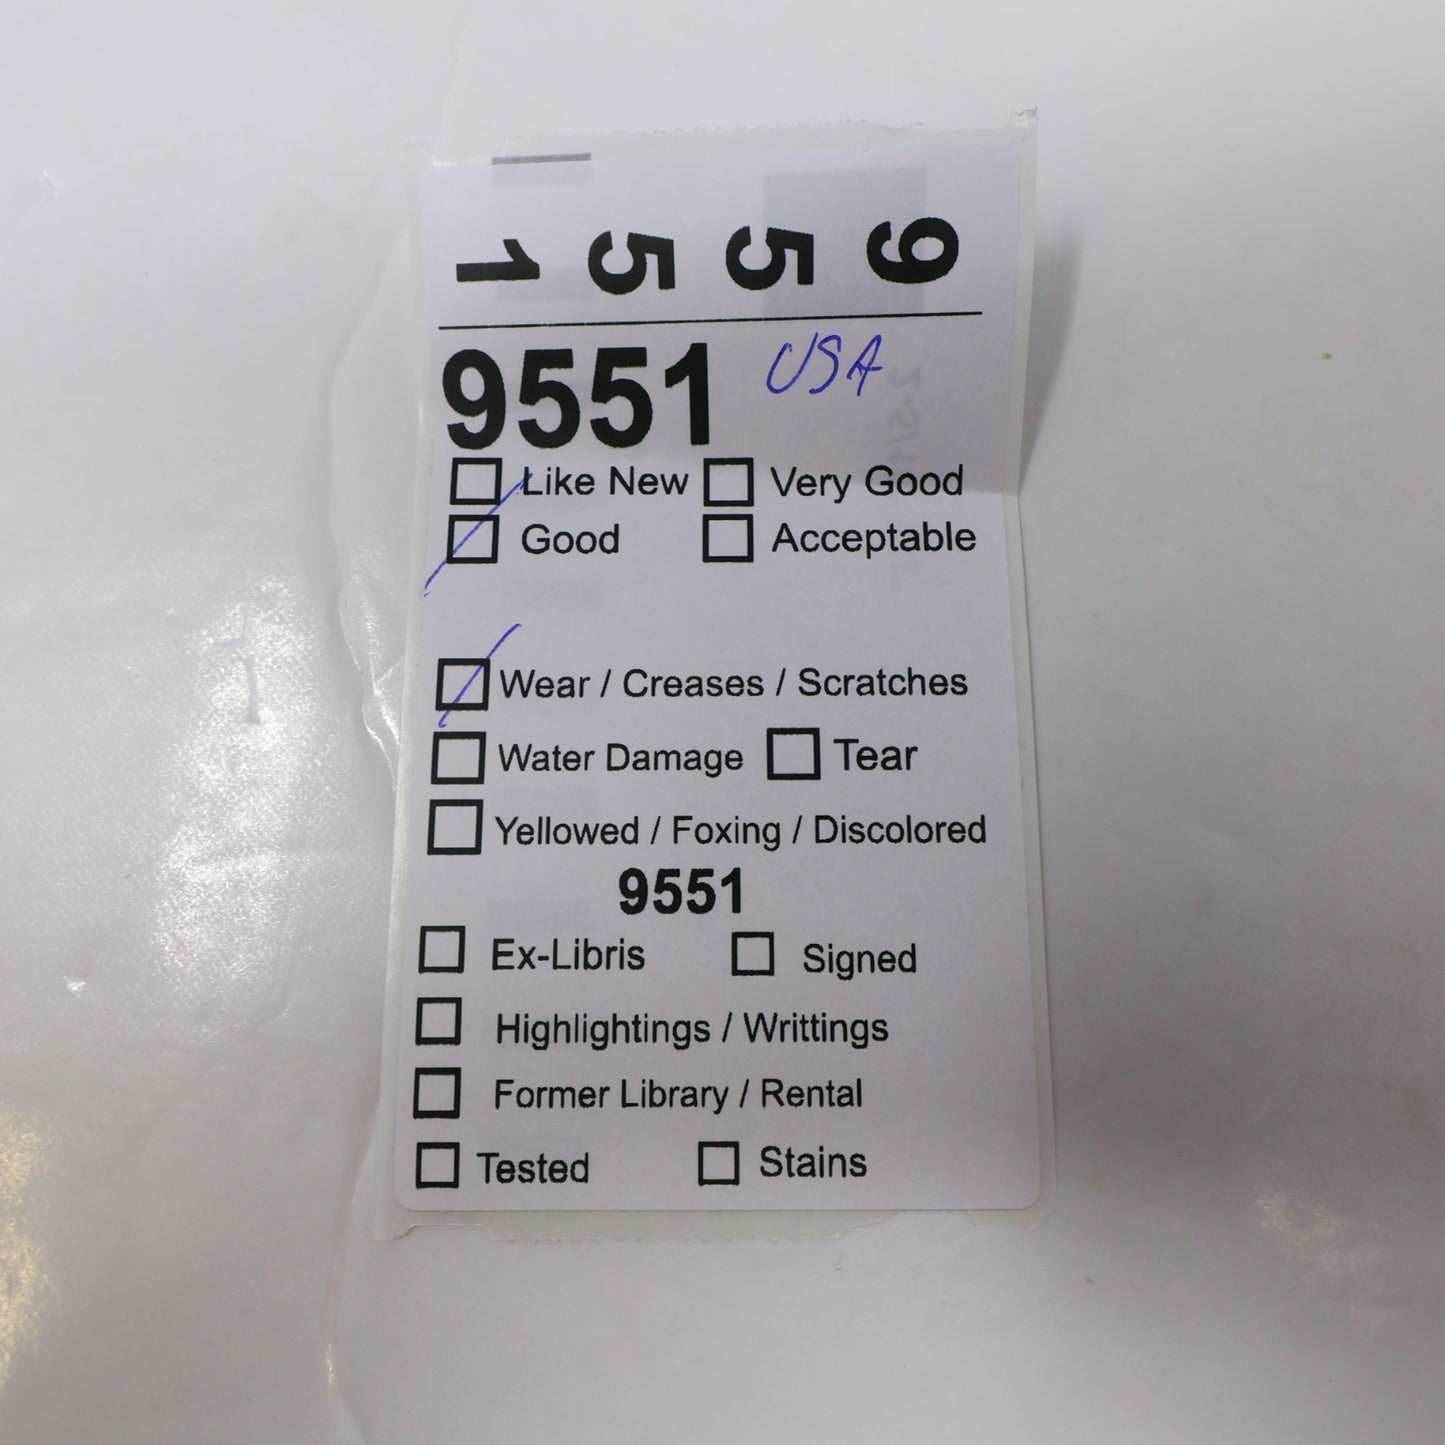 9551
9551 USA
Like New Very Good
Good Acceptable
Wear / Creases / Scratches
Water Damage Tear
Yellowed / Foxing / Discolored
9551
Ex-Libris Signed
Highlightings / Writtings
Former Library / Rental
Tested Stains